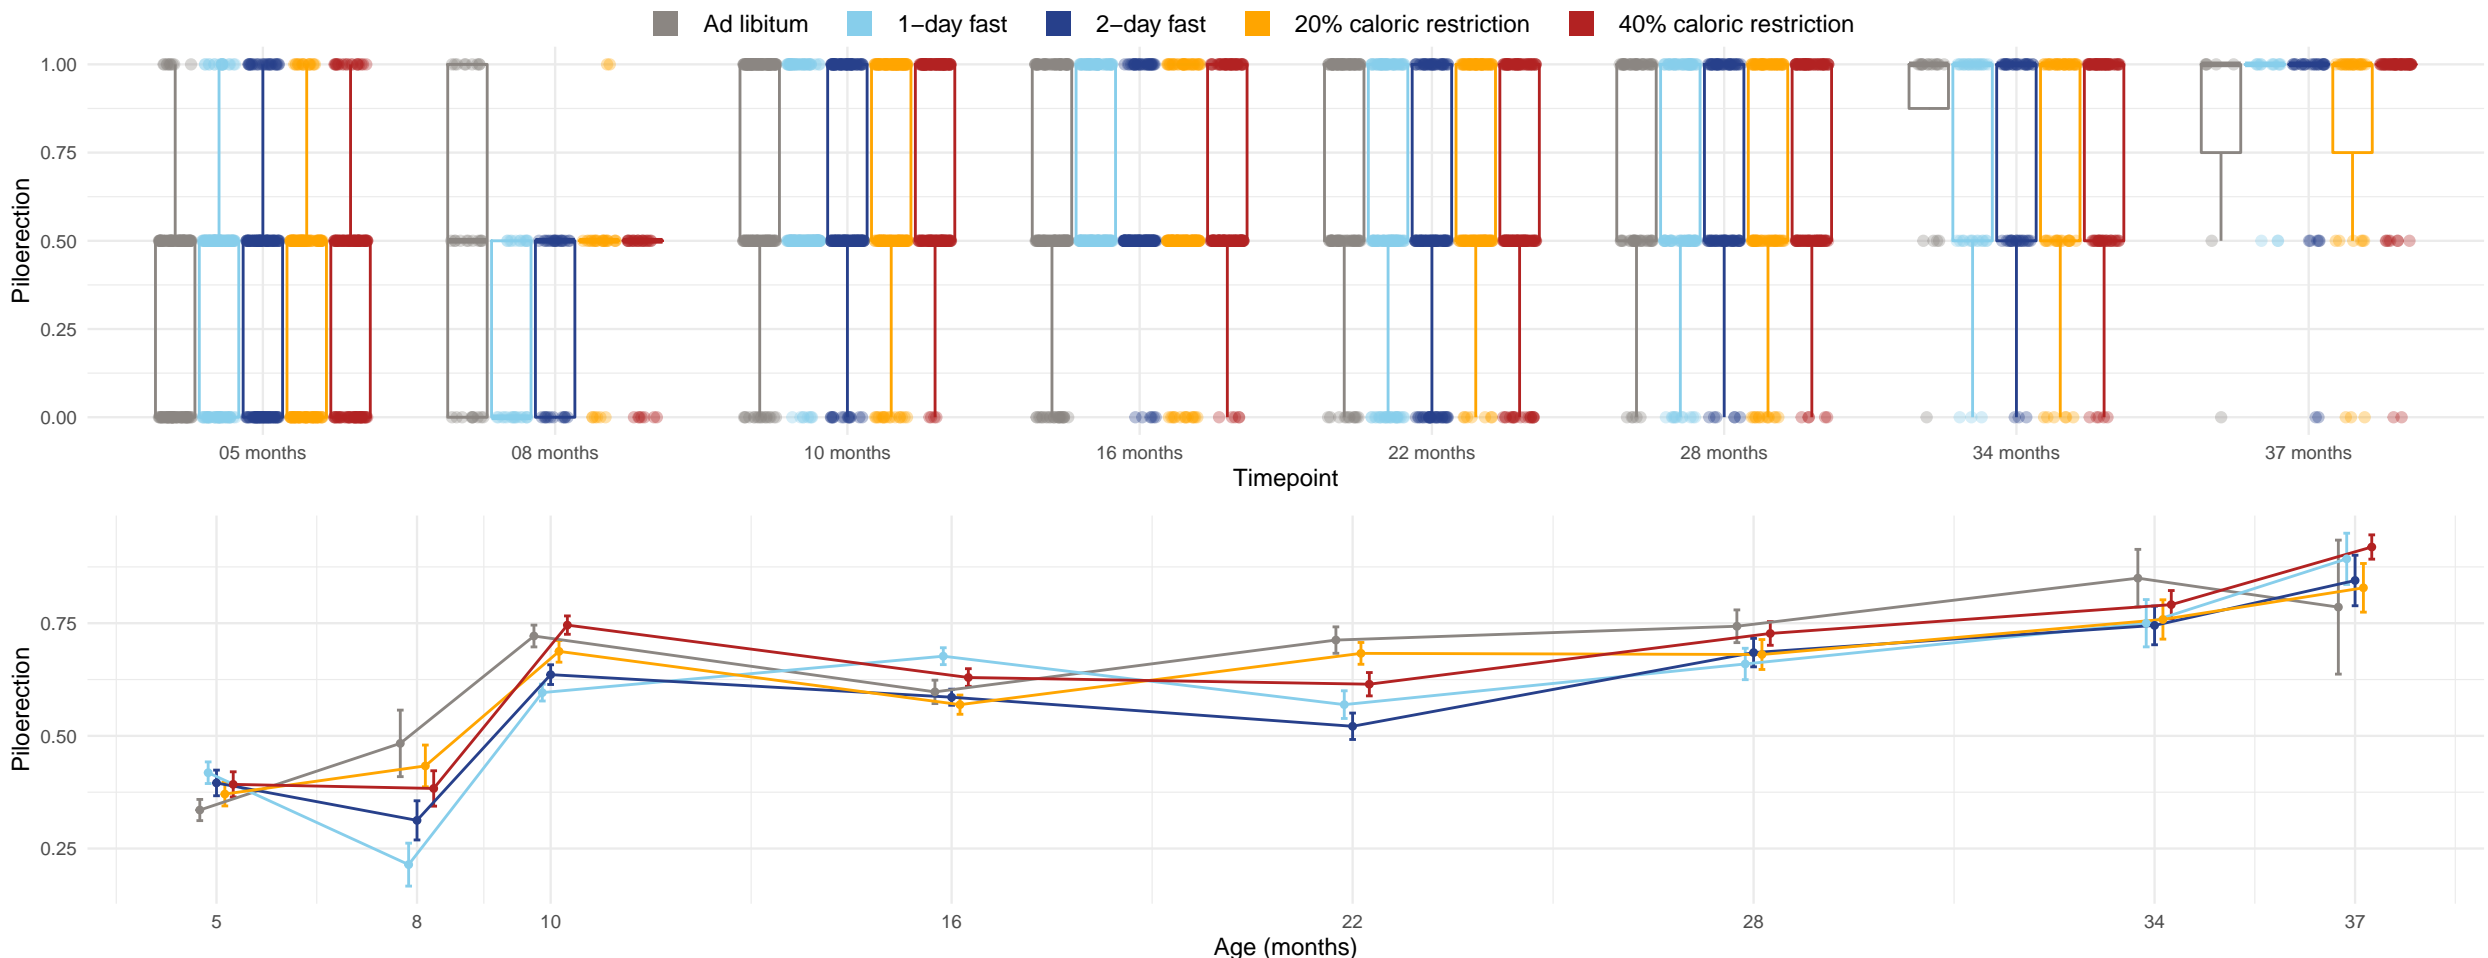 Ad libitum 1−day fast 2−day fast 20% caloric restriction 40% caloric restriction
1.00
0.75
0.50
0.25
0.00
Piloerection
05 months 08 months 10 months 16 months 22 months 28 months 34 months 37 months
Timepoint
0.75
0.50
0.25
Piloerection
5 8 10 16 22 28 34 37
Age (months)